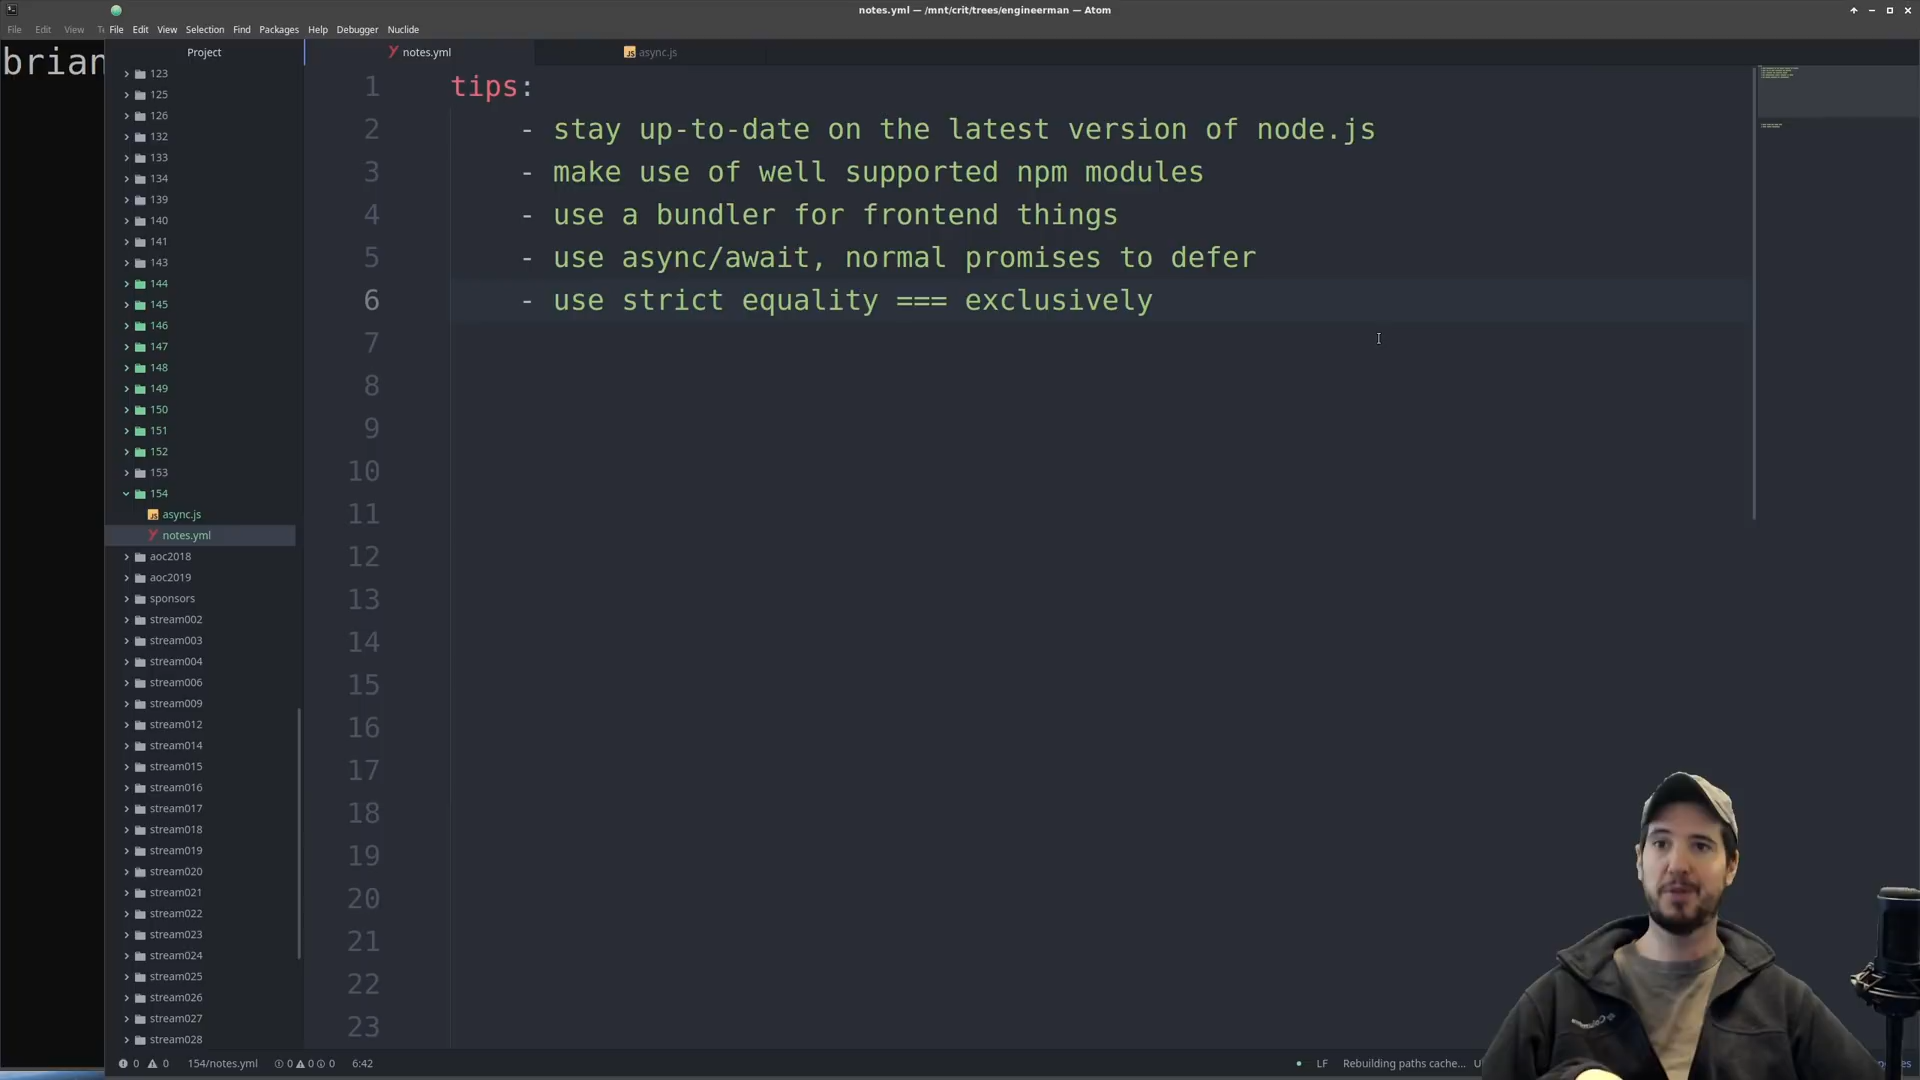 notes.yml — /mnt/crit/trees/engineerman — Atom
File Edit View
File Edit View Selection Find Packages Help Debugger Nuclide
brian
Project
notes.yml
async.js
123
125
126
132
133
134
139
140
141
143
144
145
146
147
148
149
150
151
152
153
154
async.js
notes.yml
aoc2018
aoc2019
sponsors
stream002
stream003
stream004
stream006
stream009
stream012
stream014
stream015
stream016
stream017
stream018
stream019
stream020
stream021
stream022
stream023
stream024
stream025
stream026
stream027
stream028
1 tips:
2 - stay up-to-date on the latest version of node.js
3 - make use of well supported npm modules
4 - use a bundler for frontend things
5 - use async/await, normal promises to defer
6 - use strict equality === exclusively
7
8
9
10
11
12
13
14
15
16
17
18
19
20
21
22
23
0 0 154/notes.yml 0 0 0 6:42 LF Rebuilding paths cache...